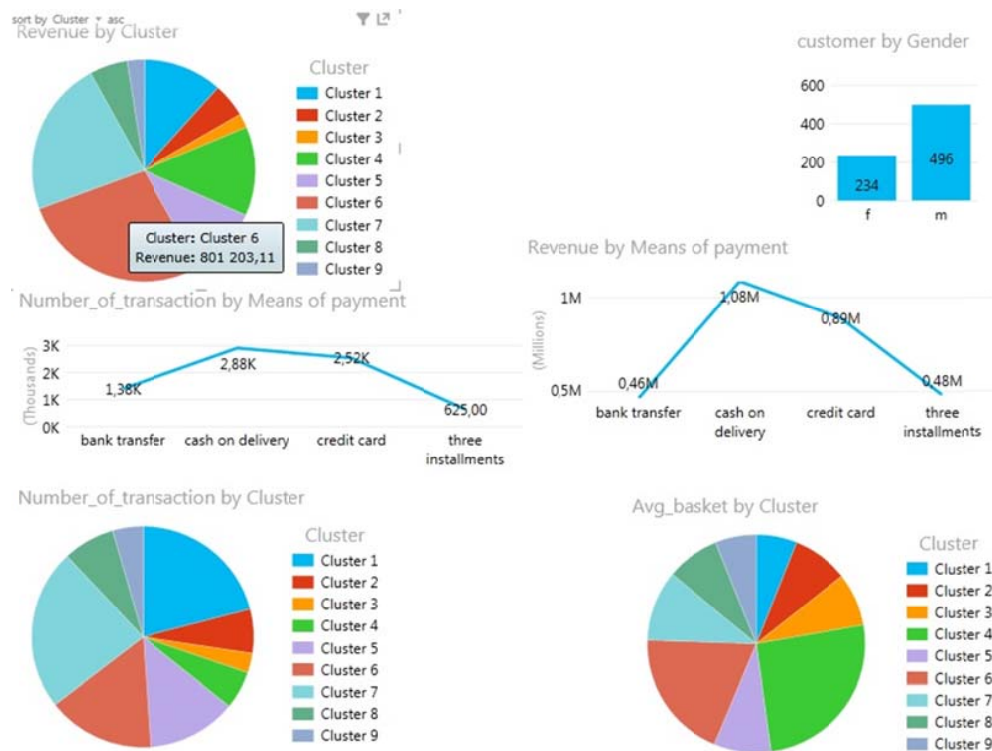 sort by Cluster ▾ asc
Revenue by Cluster
Cluster
Cluster 1
Cluster 2
Cluster 3
Cluster 4
Cluster 5
Cluster 6
Cluster 7
Cluster 8
Cluster 9
Cluster: Cluster 6
Revenue: 801 203,11
customer by Gender
600
400
200
0
234
496
f
m
Number_of_transaction by Means of payment
(Thousands)
3K
2K
1K
0K
1,38K
2,88K
2,52K
625,00
bank transfer
cash on delivery
credit card
three
installments
Revenue by Means of payment
(Millions)
1M
0,5M
0,46M
1,08M
0,89M
0,48M
bank transfer
cash on
delivery
credit card
three
installments
Number_of_transaction by Cluster
Cluster
Cluster 1
Cluster 2
Cluster 3
Cluster 4
Cluster 5
Cluster 6
Cluster 7
Cluster 8
Cluster 9
Avg_basket by Cluster
Cluster
Cluster 1
Cluster 2
Cluster 3
Cluster 4
Cluster 5
Cluster 6
Cluster 7
Cluster 8
Cluster 9